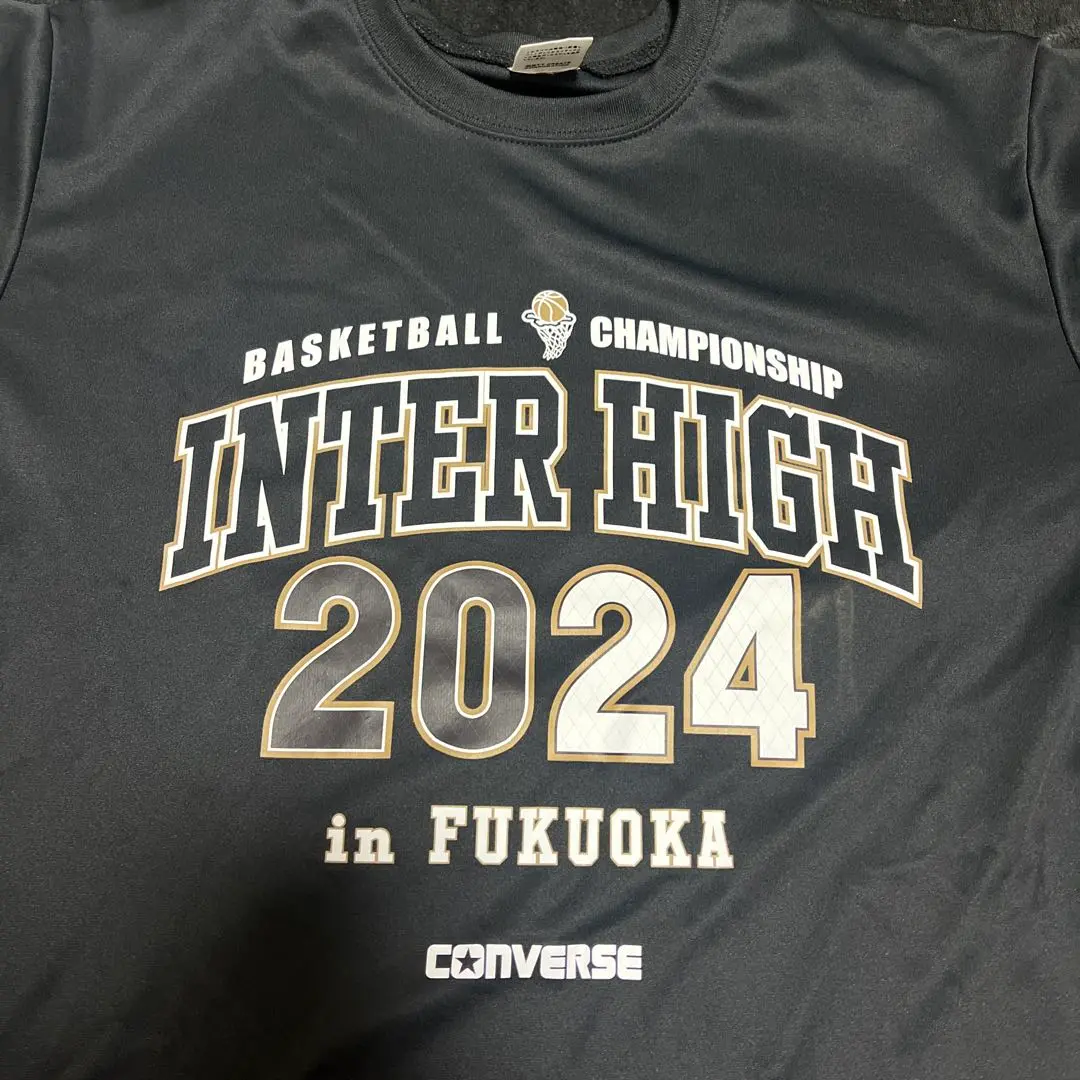 BASKETBALL CHAMPIONSHIP
INTER HIGH
2024
in FUKUOKA
CONVERSE